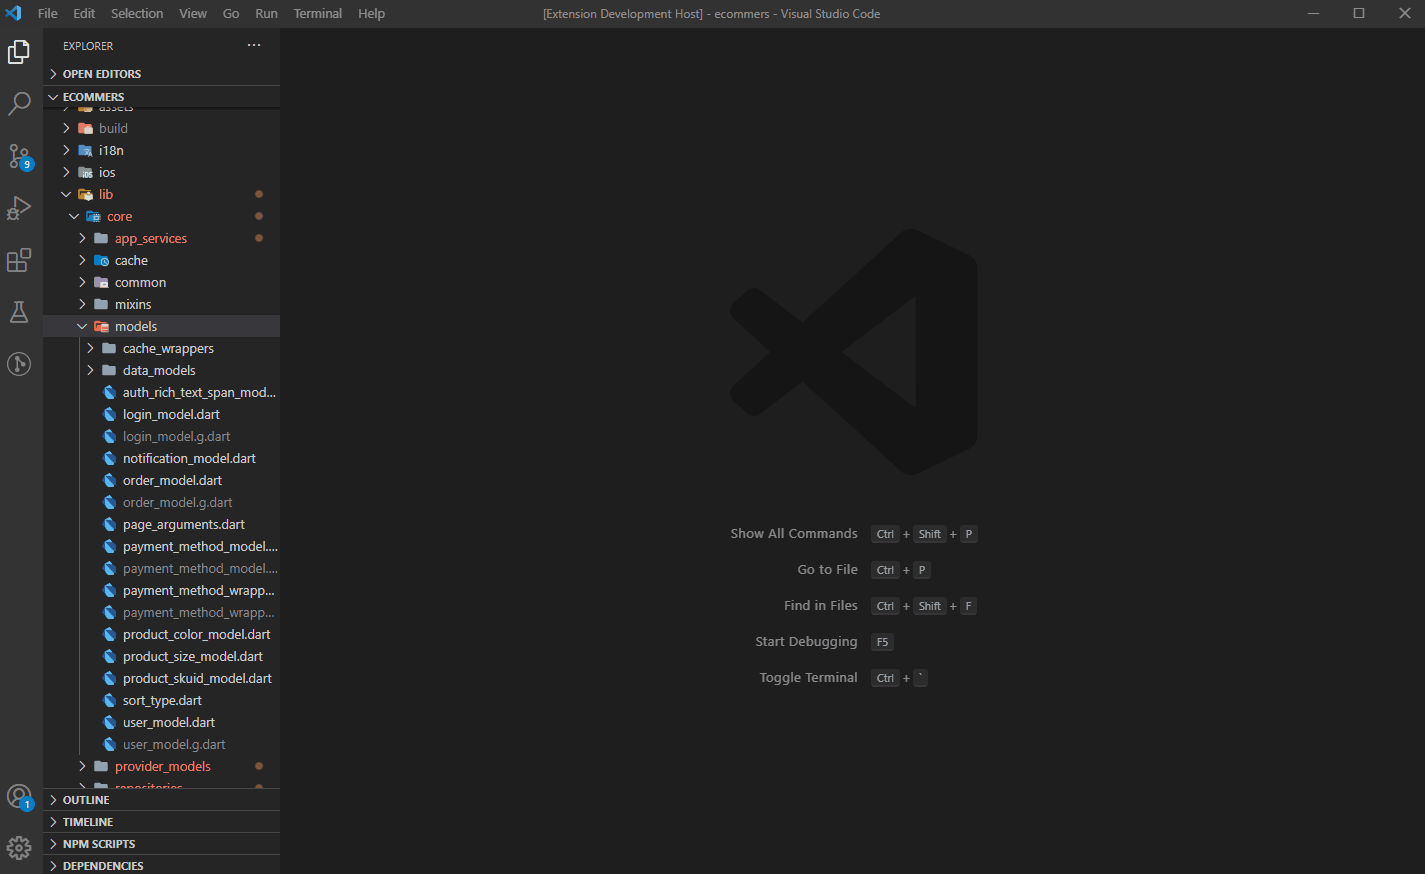 File Edit Selection View Go Run Terminal Help
[Extension Development Host] - ecommers - Visual Studio Code
EXPLORER
OPEN EDITORS
ECOMMERS
assets
build
i18n
ios
lib
core
app_services
cache
common
mixins
models
cache_wrappers
data_models
auth_rich_text_span_mod...
login_model.dart
login_model.g.dart
notification_model.dart
order_model.dart
order_model.g.dart
page_arguments.dart
payment_method_model....
payment_method_model....
payment_method_wrapp...
payment_method_wrapp...
product_color_model.dart
product_size_model.dart
product_skuid_model.dart
sort_type.dart
user_model.dart
user_model.g.dart
provider_models
repositories
OUTLINE
TIMELINE
NPM SCRIPTS
DEPENDENCIES
9
1
Show All Commands Ctrl + Shift + P
Go to File Ctrl + P
Find in Files Ctrl + Shift + F
Start Debugging F5
Toggle Terminal Ctrl + `